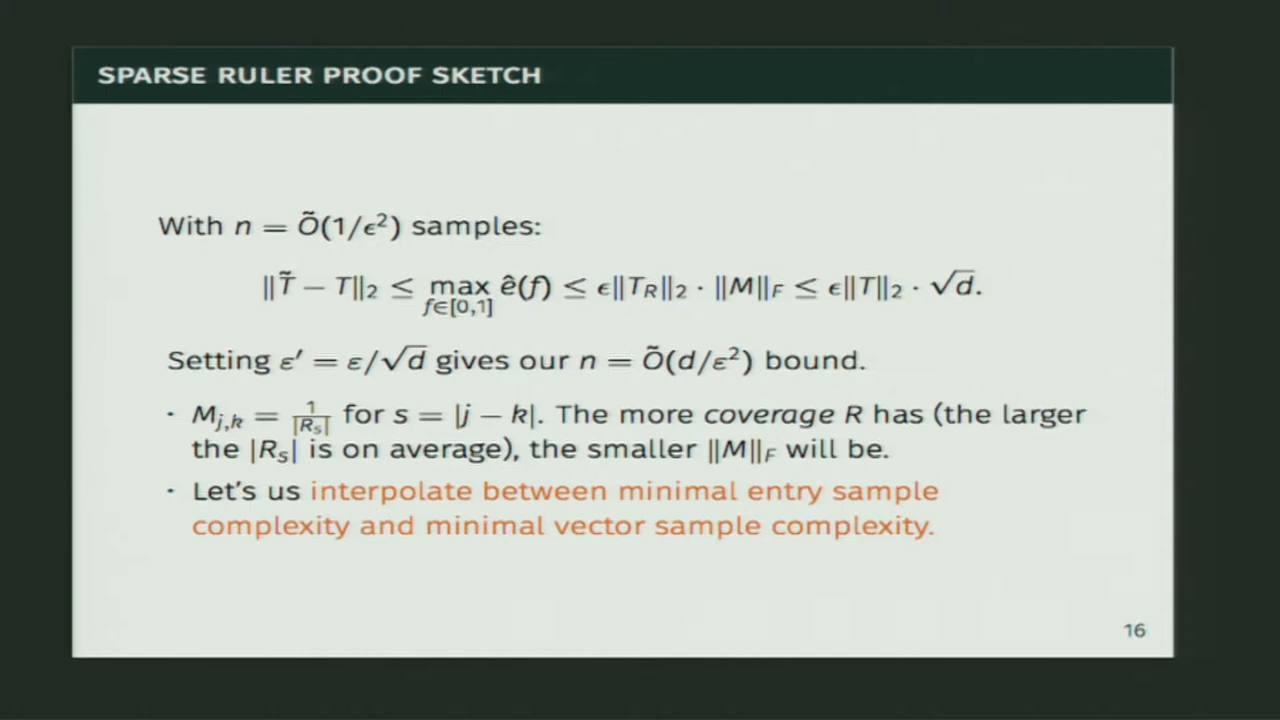 SPARSE RULER PROOF SKETCH
With n = Õ(1/ϵ²) samples:
‖T̃ − T‖₂ ≤ max_{f∈[0,1]} ê(f) ≤ ϵ‖T_R‖₂ · ‖M‖_F ≤ ϵ‖T‖₂ · √d.
Setting ε′ = ε/√d gives our n = Õ(d/ε²) bound.
· M_{j,k} = 1/|R_s| for s = |j − k|. The more coverage R has (the larger
the |R_s| is on average), the smaller ‖M‖_F will be.
· Let's us interpolate between minimal entry sample
complexity and minimal vector sample complexity.
16